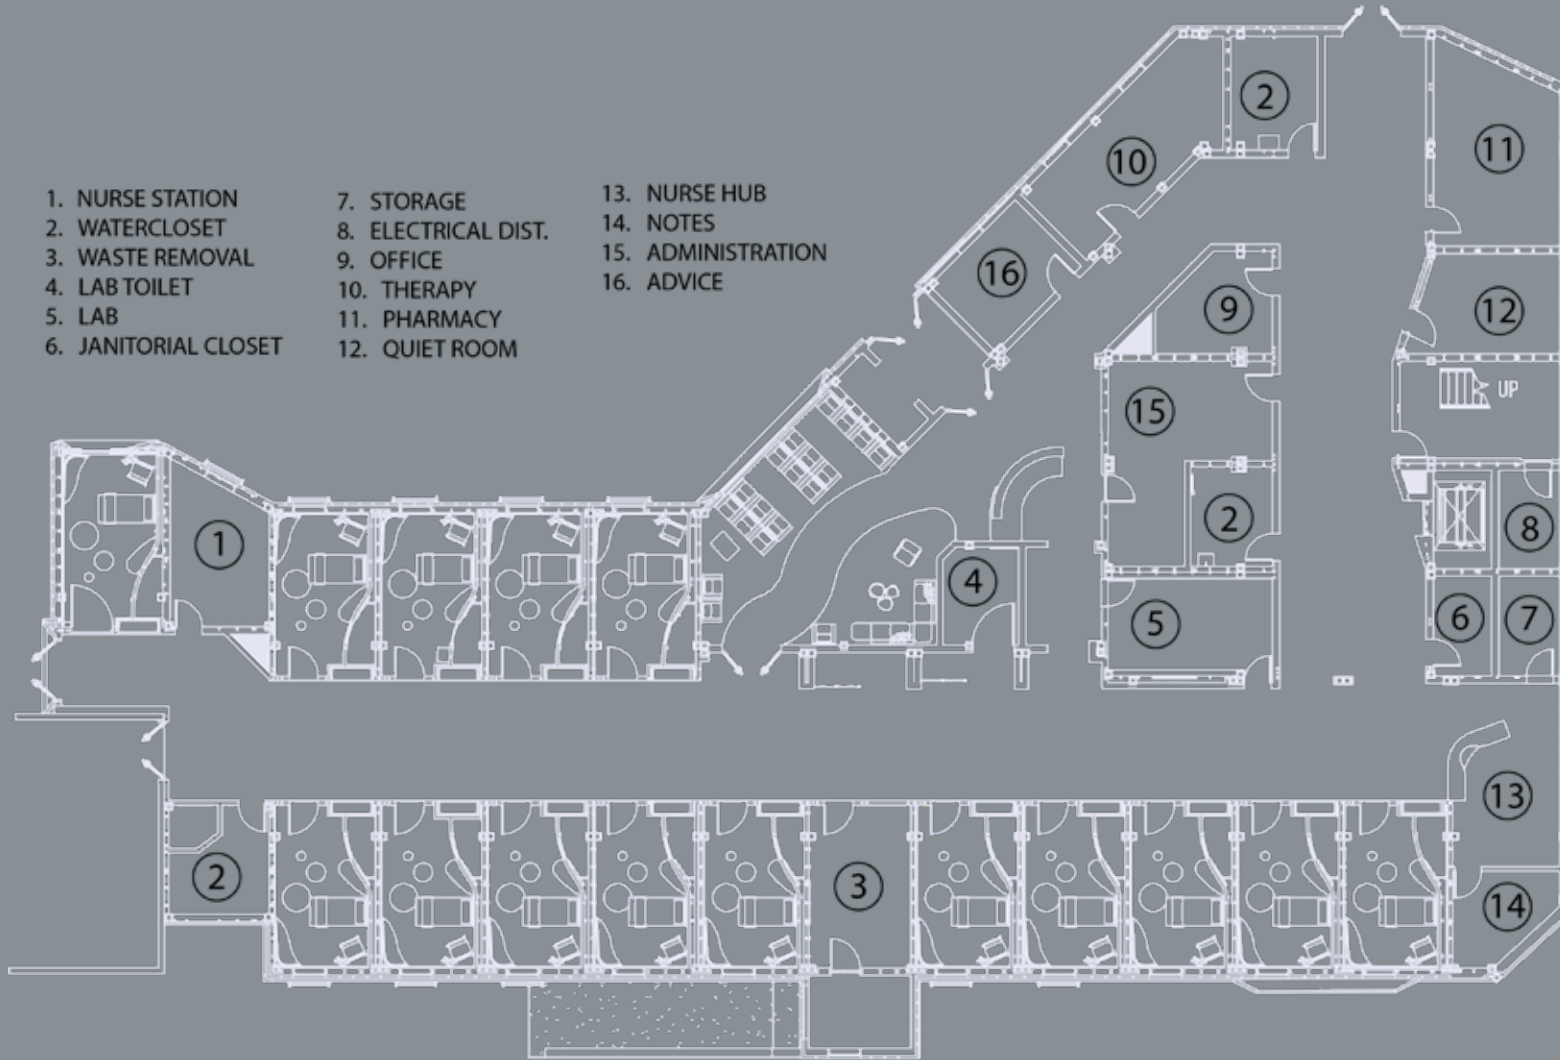 1. NURSE STATION
2. WATERCLOSET
3. WASTE REMOVAL
4. LAB TOILET
5. LAB
6. JANITORIAL CLOSET
7. STORAGE
8. ELECTRICAL DIST.
9. OFFICE
10. THERAPY
11. PHARMACY
12. QUIET ROOM
13. NURSE HUB
14. NOTES
15. ADMINISTRATION
16. ADVICE
2
10
11
16
9
12
15
UP
1
2
8
4
5
6
7
13
2
3
14